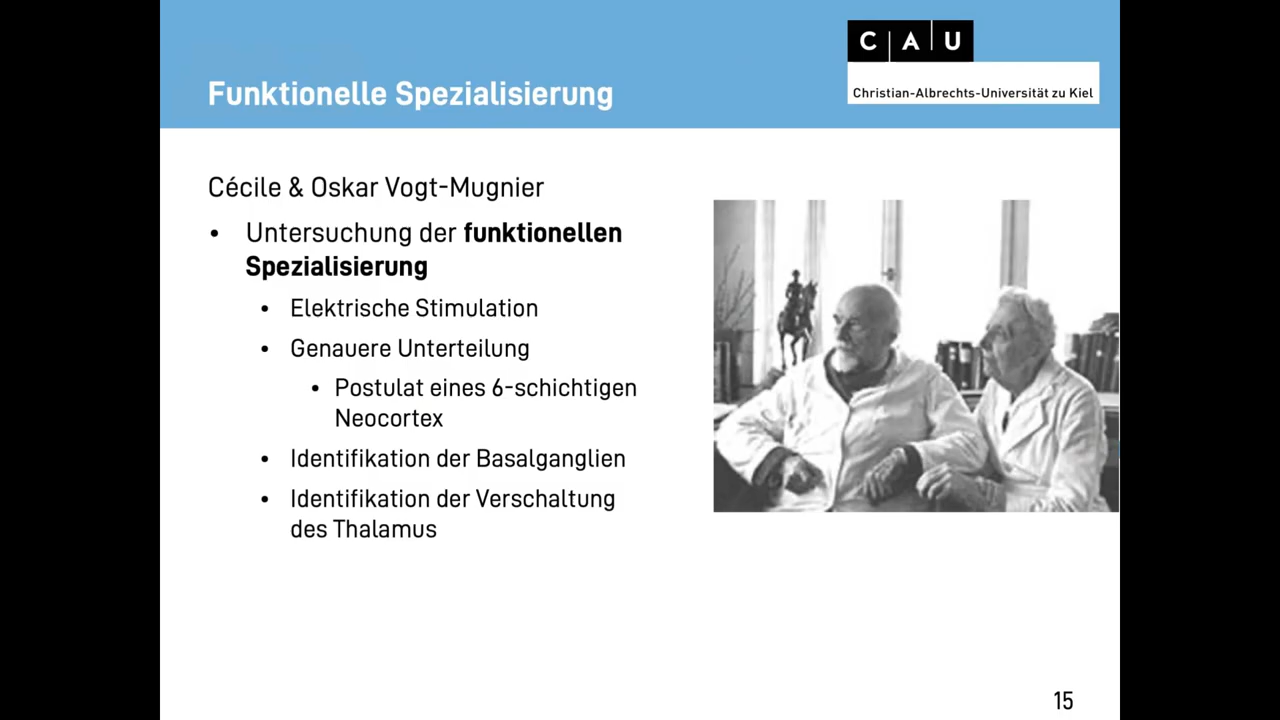 C A U
Christian-Albrechts-Universität zu Kiel
Funktionelle Spezialisierung
Cécile & Oskar Vogt-Mugnier
• Untersuchung der funktionellen
Spezialisierung
• Elektrische Stimulation
• Genauere Unterteilung
• Postulat eines 6-schichtigen
Neocortex
• Identifikation der Basalganglien
• Identifikation der Verschaltung
des Thalamus
15